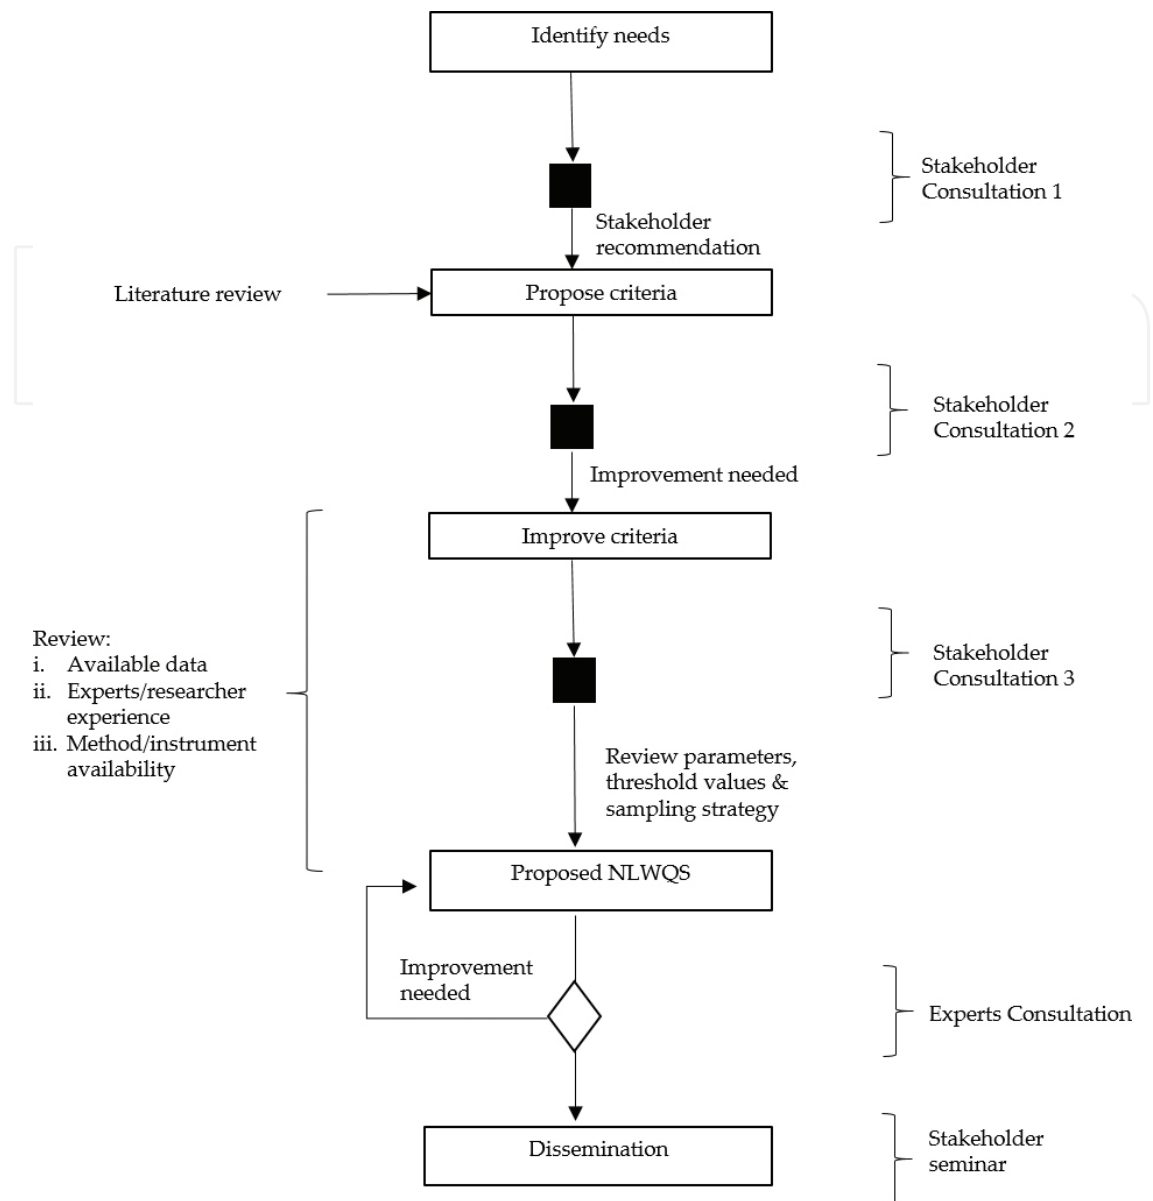 Identify needs
Stakeholder
Consultation 1
Stakeholder
recommendation
Literature review
Propose criteria
Stakeholder
Consultation 2
Improvement needed
Improve criteria
Review:
i. Available data
ii. Experts/researcher
experience
iii. Method/instrument
availability
Stakeholder
Consultation 3
Review parameters,
threshold values &
sampling strategy
Proposed NLWQS
Improvement
needed
Experts Consultation
Dissemination
Stakeholder
seminar